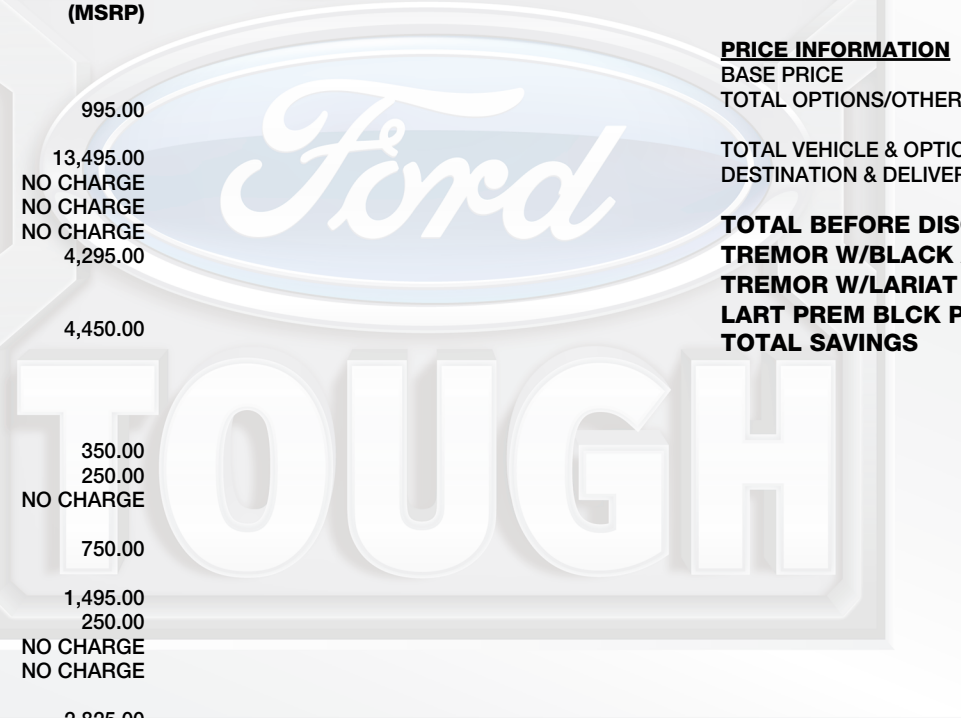 (MSRP)
995.00
13,495.00
NO CHARGE
NO CHARGE
NO CHARGE
4,295.00
4,450.00
350.00
250.00
NO CHARGE
750.00
1,495.00
250.00
NO CHARGE
NO CHARGE
PRICE INFORMATION
BASE PRICE
TOTAL OPTIONS/OTHER
TOTAL VEHICLE & OPTIO
DESTINATION & DELIVER
TOTAL BEFORE DIS
TREMOR W/BLACK
TREMOR W/LARIAT
LART PREM BLCK P
TOTAL SAVINGS
Ford
TOUGH